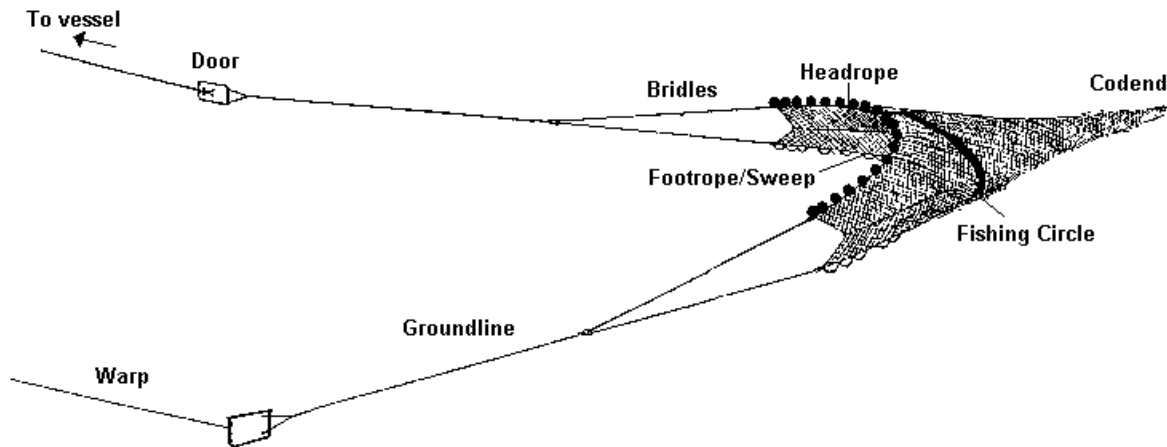 To vessel
Door
Headrope
Bridles
Codend
Footrope/Sweep
Fishing Circle
Groundline
Warp